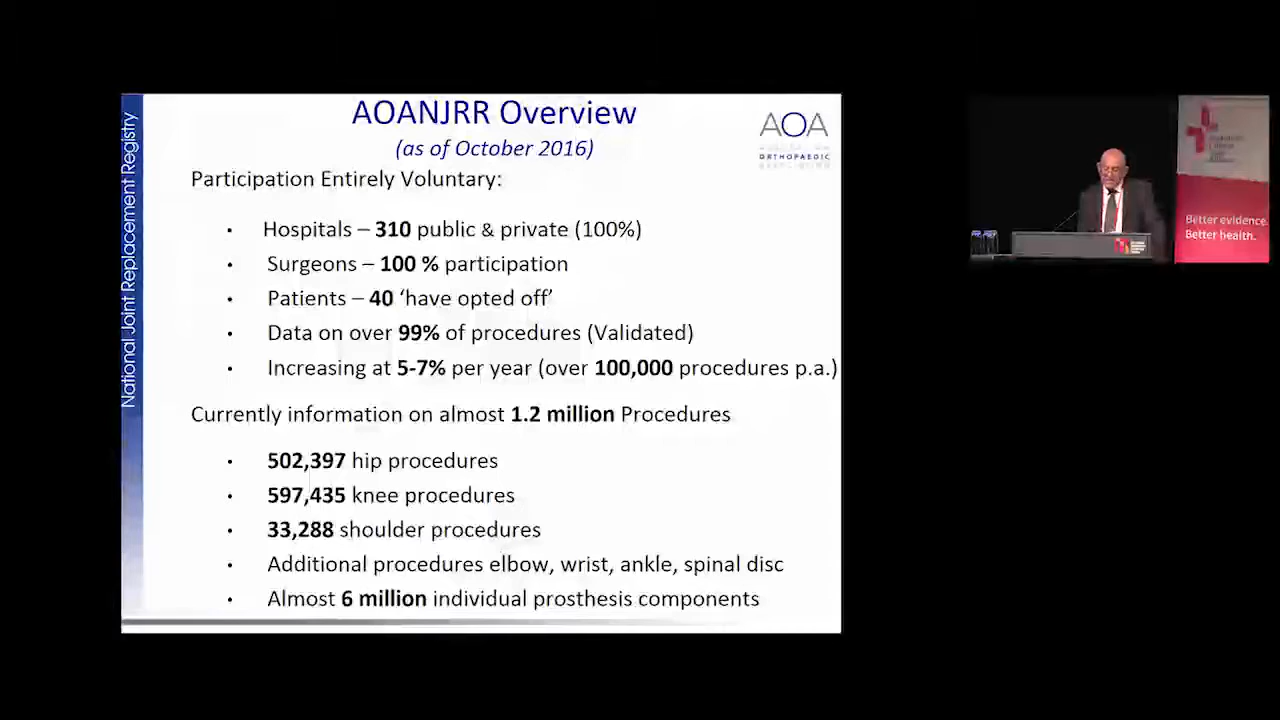 National Joint Replacement Registry
AOANJRR Overview
(as of October 2016)
AOA
ORTHOPAEDIC
Participation Entirely Voluntary:
· Hospitals – 310 public & private (100%)
· Surgeons – 100 % participation
· Patients – 40 ‘have opted off’
· Data on over 99% of procedures (Validated)
· Increasing at 5-7% per year (over 100,000 procedures p.a.)
Currently information on almost 1.2 million Procedures
· 502,397 hip procedures
· 597,435 knee procedures
· 33,288 shoulder procedures
· Additional procedures elbow, wrist, ankle, spinal disc
· Almost 6 million individual prosthesis components
Better evidence.
Better health.